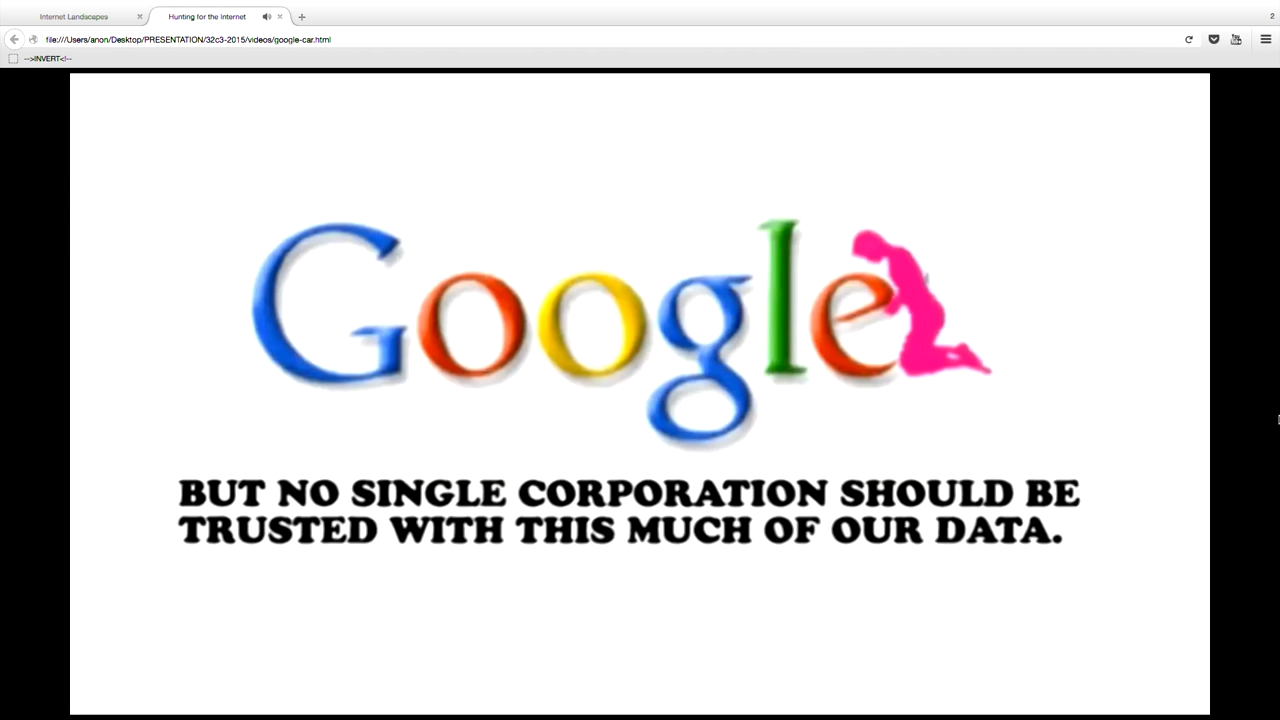 Internet Landscapes
Hunting for the Internet
2
file:///Users/anon/Desktop/PRESENTATION/32c3-2015/videos/google-car.html
-->INVERT<!--
Google
BUT NO SINGLE CORPORATION SHOULD BE
TRUSTED WITH THIS MUCH OF OUR DATA.